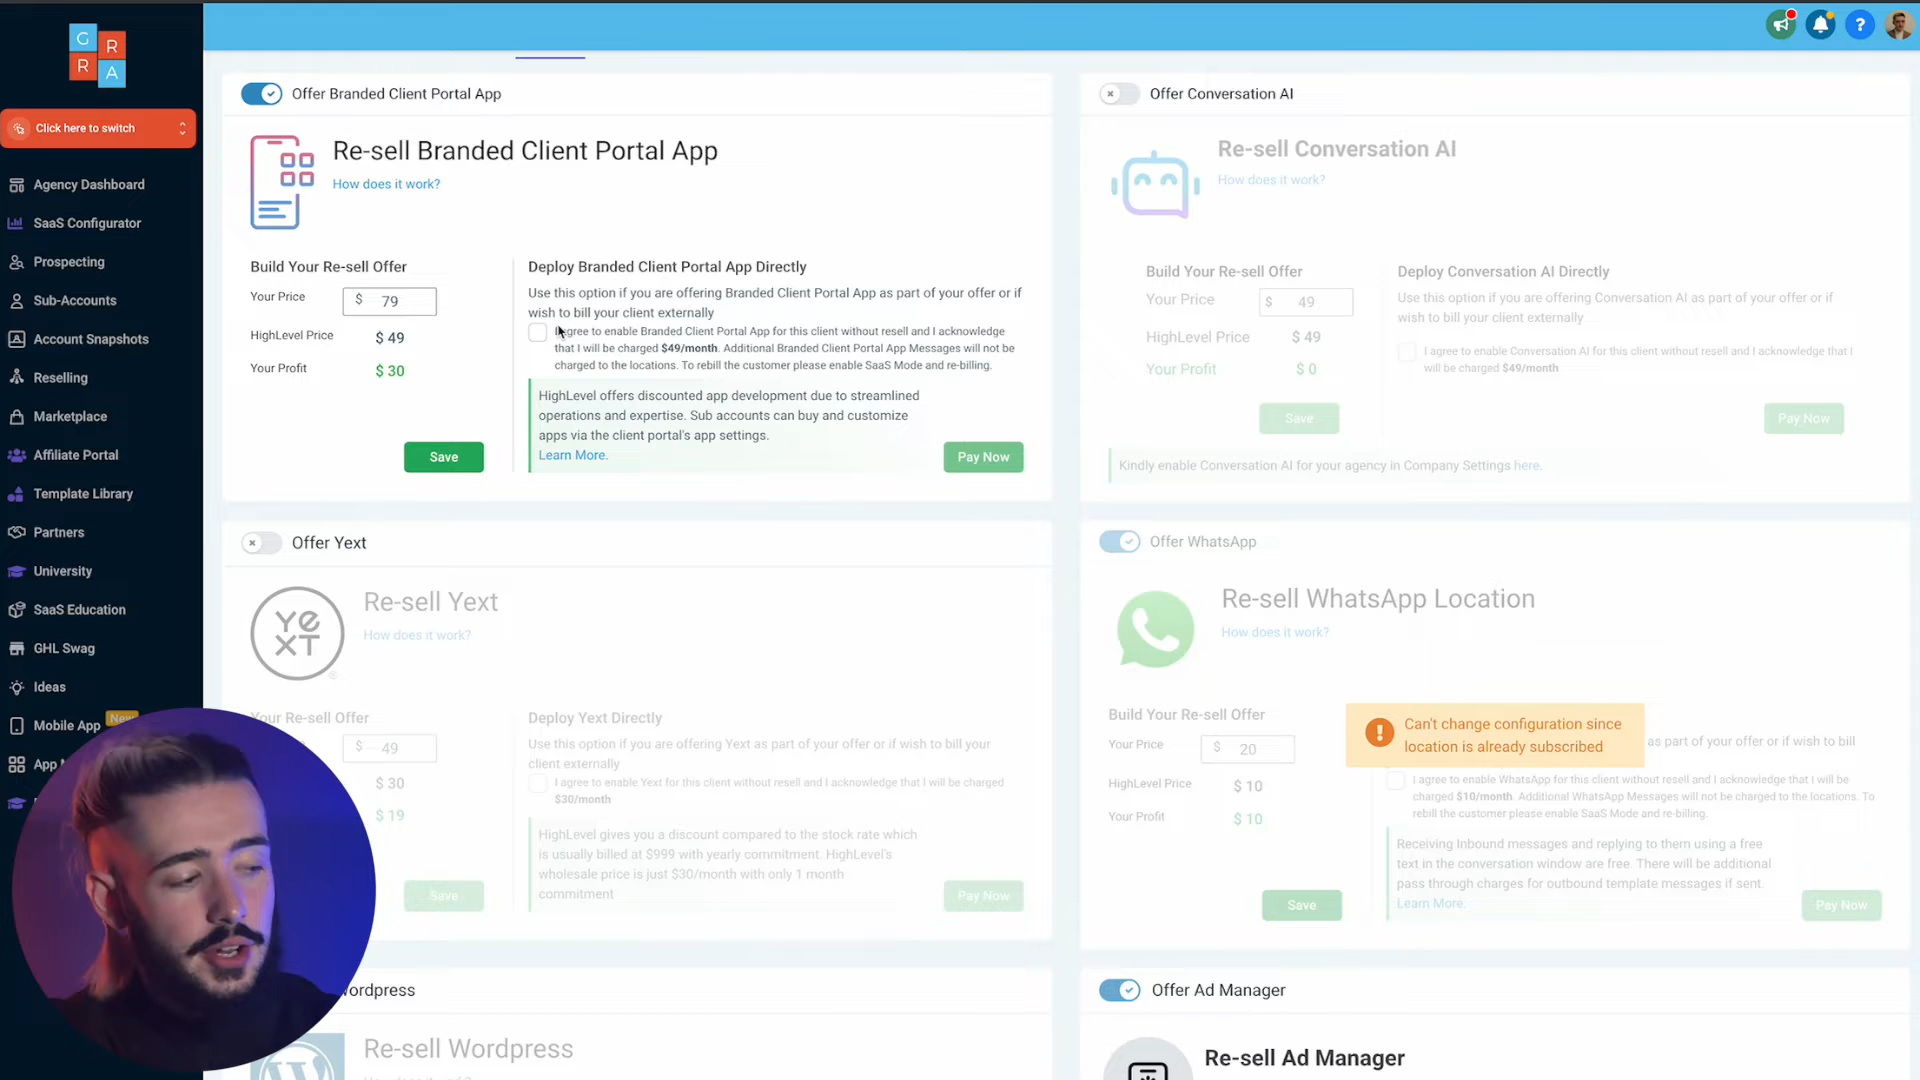 G
R
R
A
Click here to switch
Agency Dashboard
SaaS Configurator
Prospecting
Sub-Accounts
Account Snapshots
Reselling
Marketplace
Affiliate Portal
Template Library
Partners
University
SaaS Education
GHL Swag
Ideas
Mobile App
New
App
?
Offer Branded Client Portal App
Re-sell Branded Client Portal App
How does it work?
Build Your Re-sell Offer
Your Price
$ 79
HighLevel Price
$ 49
Your Profit
$ 30
Save
Deploy Branded Client Portal App Directly
Use this option if you are offering Branded Client Portal App as part of your offer or if
wish to bill your client externally
I agree to enable Branded Client Portal App for this client without resell and I acknowledge
that I will be charged $49/month. Additional Branded Client Portal App Messages will not be
charged to the locations. To rebill the customer please enable SaaS Mode and re-billing.
HighLevel offers discounted app development due to streamlined
operations and expertise. Sub accounts can buy and customize
apps via the client portal's app settings.
Learn More.
Pay Now
Offer Conversation AI
Re-sell Conversation AI
How does it work?
Build Your Re-sell Offer
Your Price
$ 49
HighLevel Price
$ 49
Your Profit
$ 0
Save
Deploy Conversation AI Directly
Use this option if you are offering Conversation AI as part of your offer or if
wish to bill your client externally
I agree to enable Conversation AI for this client without resell and I acknowledge that I
will be charged $49/month
Pay Now
Kindly enable Conversation AI for your agency in Company Settings here.
Offer Yext
YEXT
Re-sell Yext
How does it work?
Your Re-sell Offer
$ 49
$ 30
$ 19
Save
Deploy Yext Directly
Use this option if you are offering Yext as part of your offer or if wish to bill your
client externally
I agree to enable Yext for this client without resell and I acknowledge that I will be charged
$30/month
HighLevel gives you a discount compared to the stock rate which
is usually billed at $999 with yearly commitment. HighLevel's
wholesale price is just $30/month with only 1 month
commitment
Pay Now
Offer WhatsApp
Re-sell WhatsApp Location
How does it work?
Build Your Re-sell Offer
Your Price
$ 20
HighLevel Price
$ 10
Your Profit
$ 10
Save
Can't change configuration since
location is already subscribed
as part of your offer or if wish to bill
I agree to enable WhatsApp for this client without resell and I acknowledge that I will be
charged $10/month. Additional WhatsApp Messages will not be charged to the locations. To
rebill the customer please enable SaaS Mode and re-billing.
Receiving Inbound messages and replying to them using a free
text in the conversation window are free. There will be additional
pass through charges for outbound template messages if sent.
Learn More.
Pay Now
Wordpress
Re-sell Wordpress
Offer Ad Manager
Re-sell Ad Manager